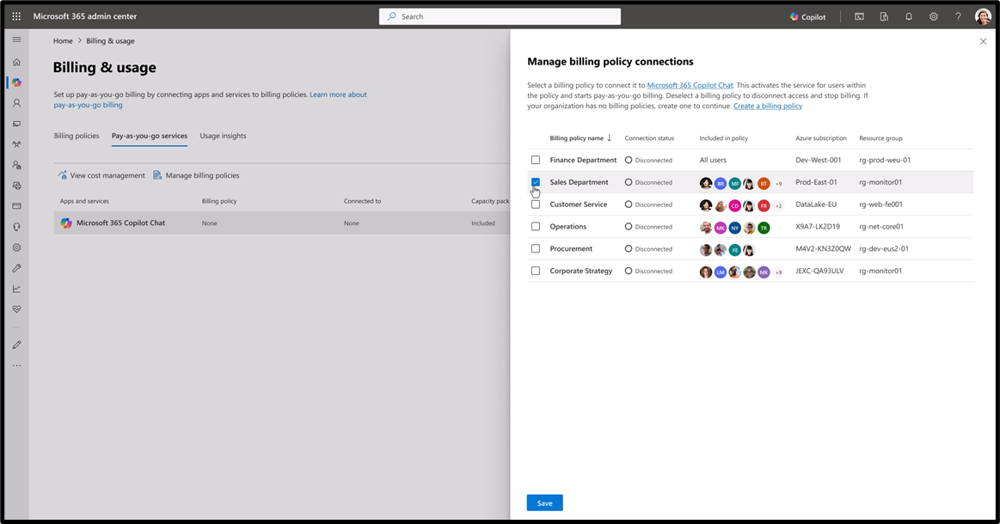 Microsoft 365 admin center
Search
Copilot
Home > Billing & usage
Billing & usage
Set up pay-as-you-go billing by connecting apps and services to billing policies. Learn more about
pay-as-you-go billing
Billing policies Pay-as-you-go services Usage insights
View cost management Manage billing policies
Apps and services Billing policy Connected to Capacity pack
Microsoft 365 Copilot Chat None None Included
Manage billing policy connections
Select a billing policy to connect it to Microsoft 365 Copilot Chat. This activates the service for users within
the policy and starts pay-as-you-go billing. Deselect a billing policy to disconnect access and stop billing. If
your organization has no billing policies, create one to continue. Create a billing policy
Billing policy name ↓ Connection status Included in policy Azure subscription Resource group
Finance Department Disconnected All users Dev-West-001 rg-prod-weu-01
Sales Department Disconnected BR MF RT +9 Prod-East-01 rg-monitor01
Customer Service Disconnected CD FR +2 DataLake-EU rg-web-fe001
Operations Disconnected MK NY TR X9A7-LK2D19 rg-net-core01
Procurement Disconnected FE M4V2-KN3Z0QW rg-dev-eus2-01
Corporate Strategy Disconnected LM MK +9 JEXC-QA93ULV rg-monitor01
Save